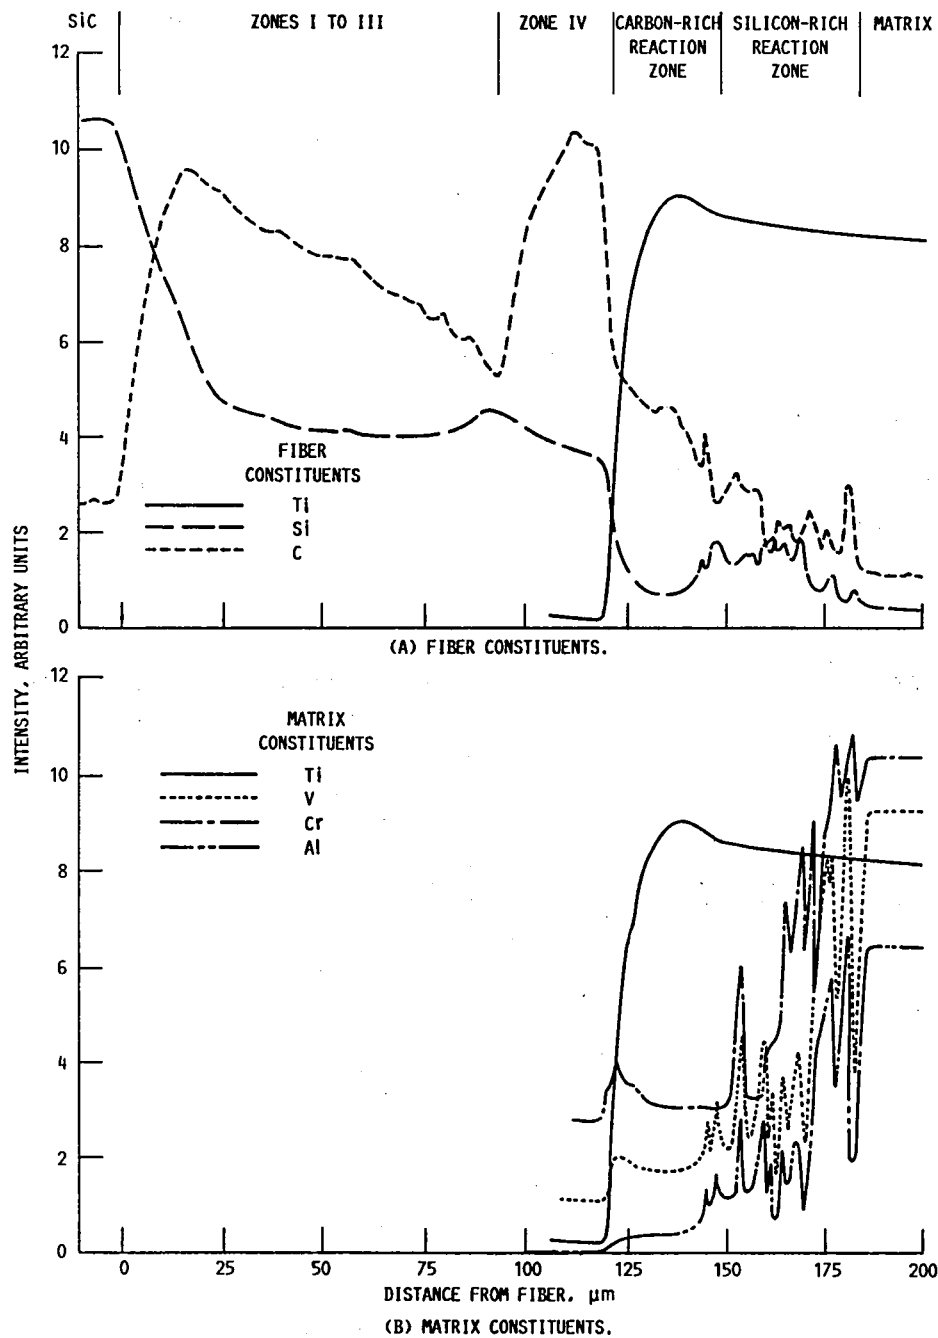 SiC
ZONES I TO III
ZONE IV
CARBON-RICH
REACTION
ZONE
SILICON-RICH
REACTION
ZONE
MATRIX
12
10
8
6
4
2
0
FIBER
CONSTITUENTS
Ti
Si
C
(A) FIBER CONSTITUENTS.
INTENSITY, ARBITRARY UNITS
12
10
8
6
4
2
0
MATRIX
CONSTITUENTS
Ti
V
Cr
Al
0 25 50 75 100 125 150 175 200
DISTANCE FROM FIBER, μm
(B) MATRIX CONSTITUENTS.